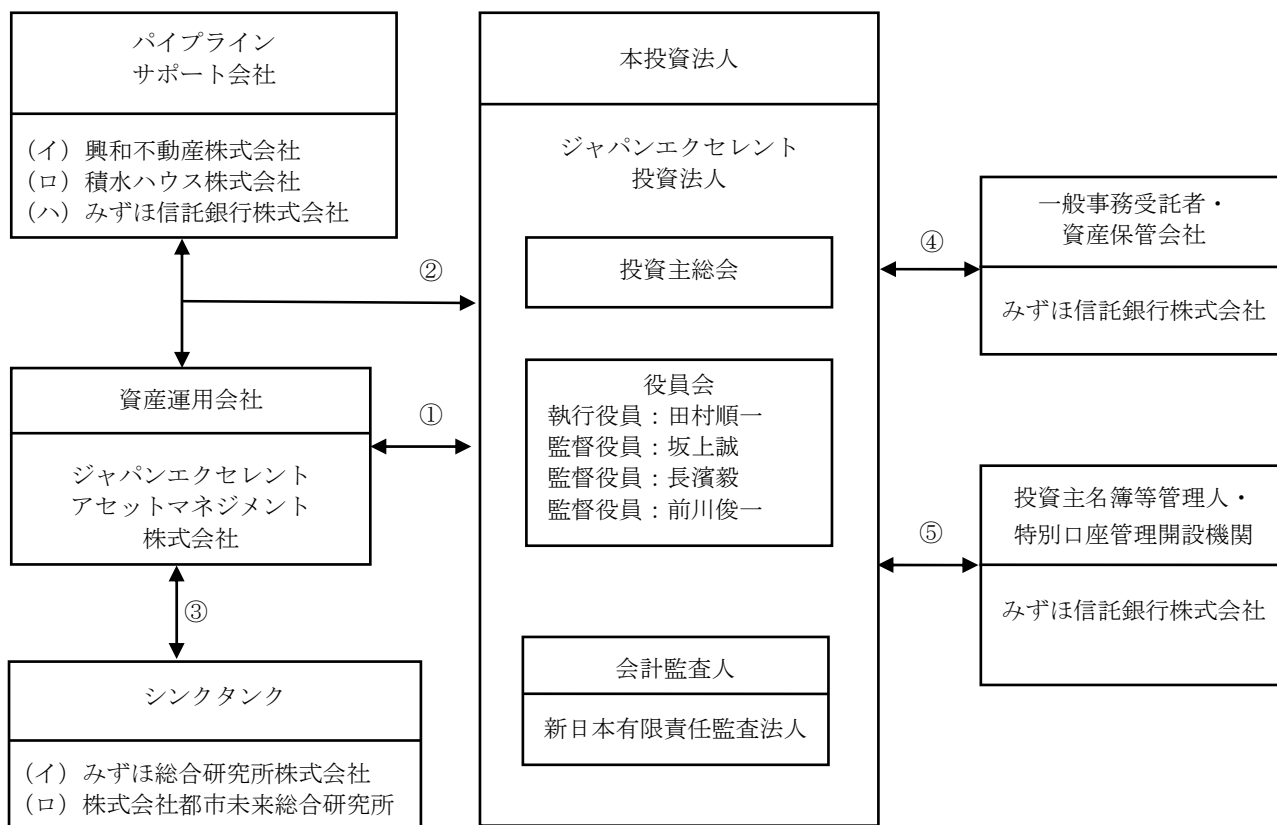 パイプライン
サポート会社
（イ）興和不動産株式会社
（ロ）積水ハウス株式会社
（ハ）みずほ信託銀行株式会社
②
資産運用会社
ジャパンエクセレント
アセットマネジメント
株式会社
①
③
シンクタンク
（イ）みずほ総合研究所株式会社
（ロ）株式会社都市未来総合研究所
本投資法人
ジャパンエクセレント
投資法人
投資主総会
役員会
執行役員：田村順一
監督役員：坂上誠
監督役員：長濱毅
監督役員：前川俊一
会計監査人
新日本有限責任監査法人
④
一般事務受託者・
資産保管会社
みずほ信託銀行株式会社
⑤
投資主名簿等管理人・
特別口座管理開設機関
みずほ信託銀行株式会社